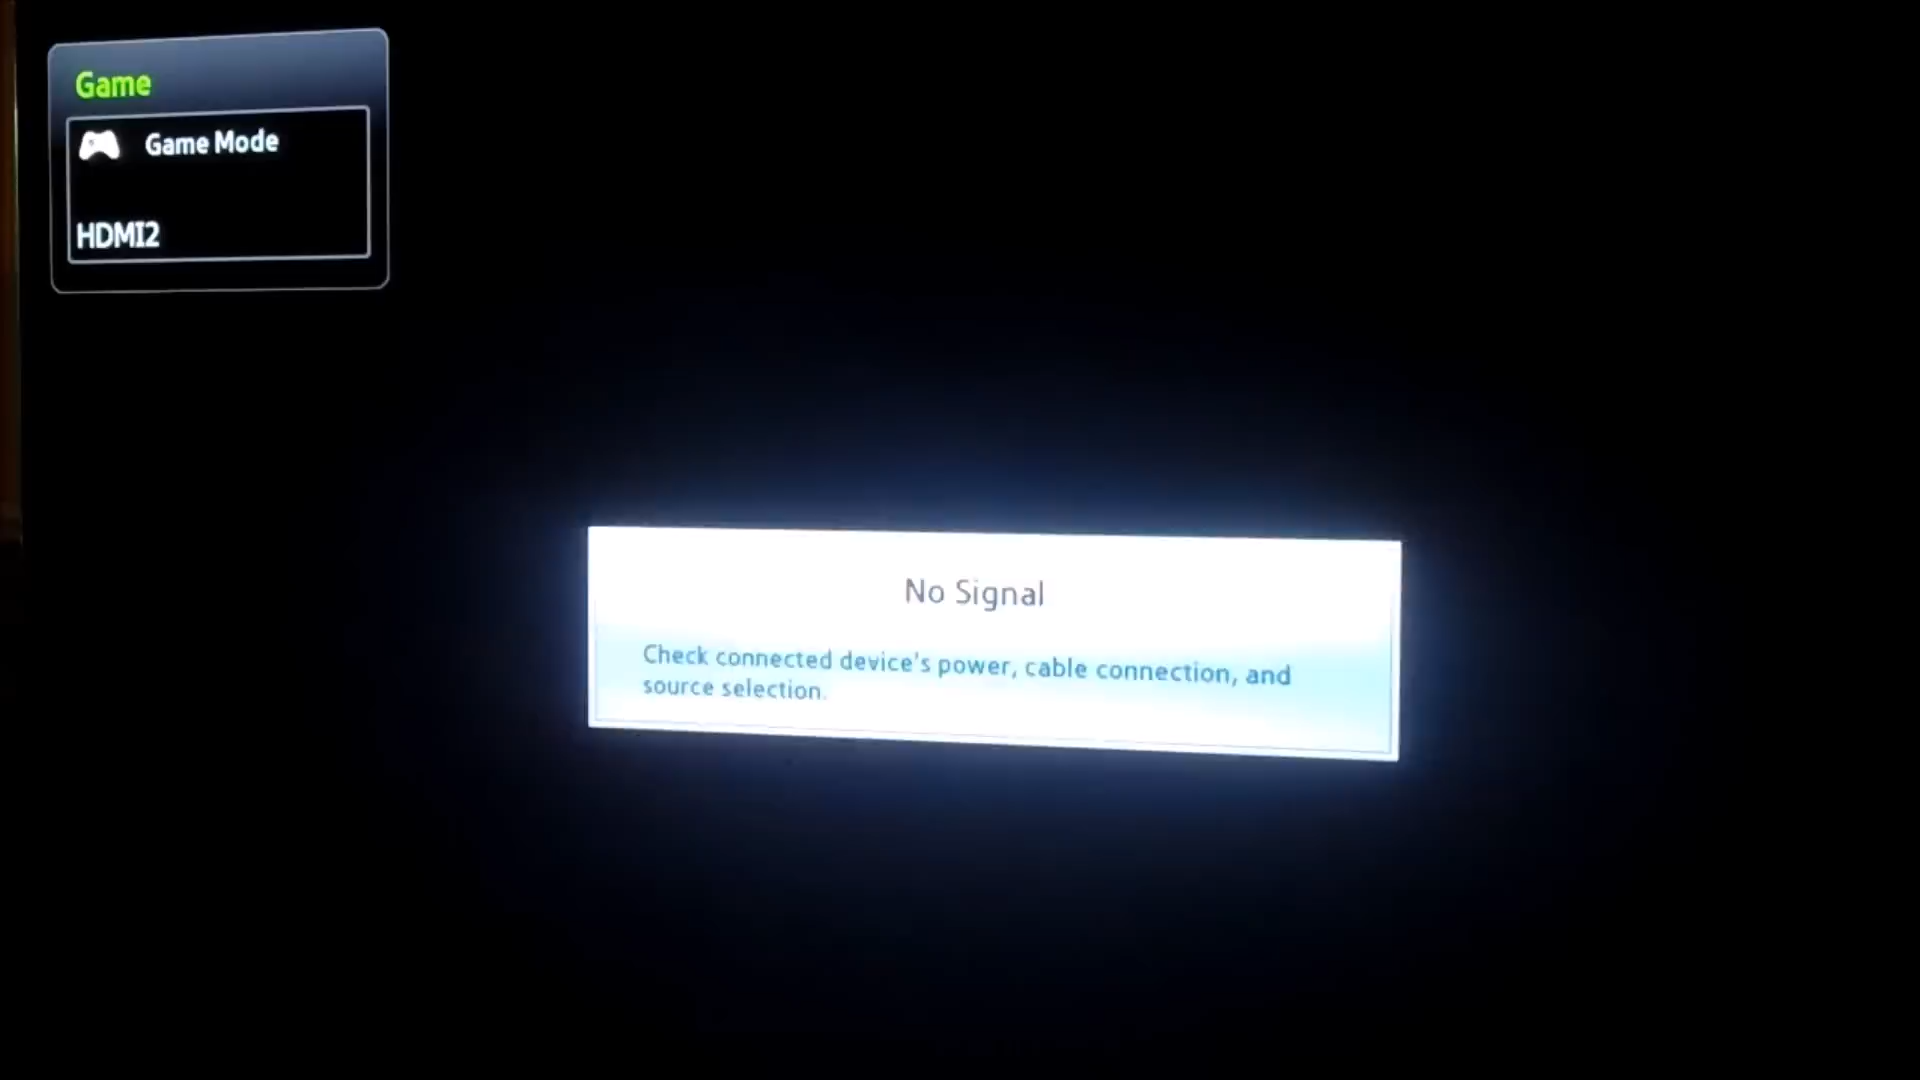 Game
Game Mode
HDMI2
No Signal
Check connected device's power, cable connection, and
source selection.